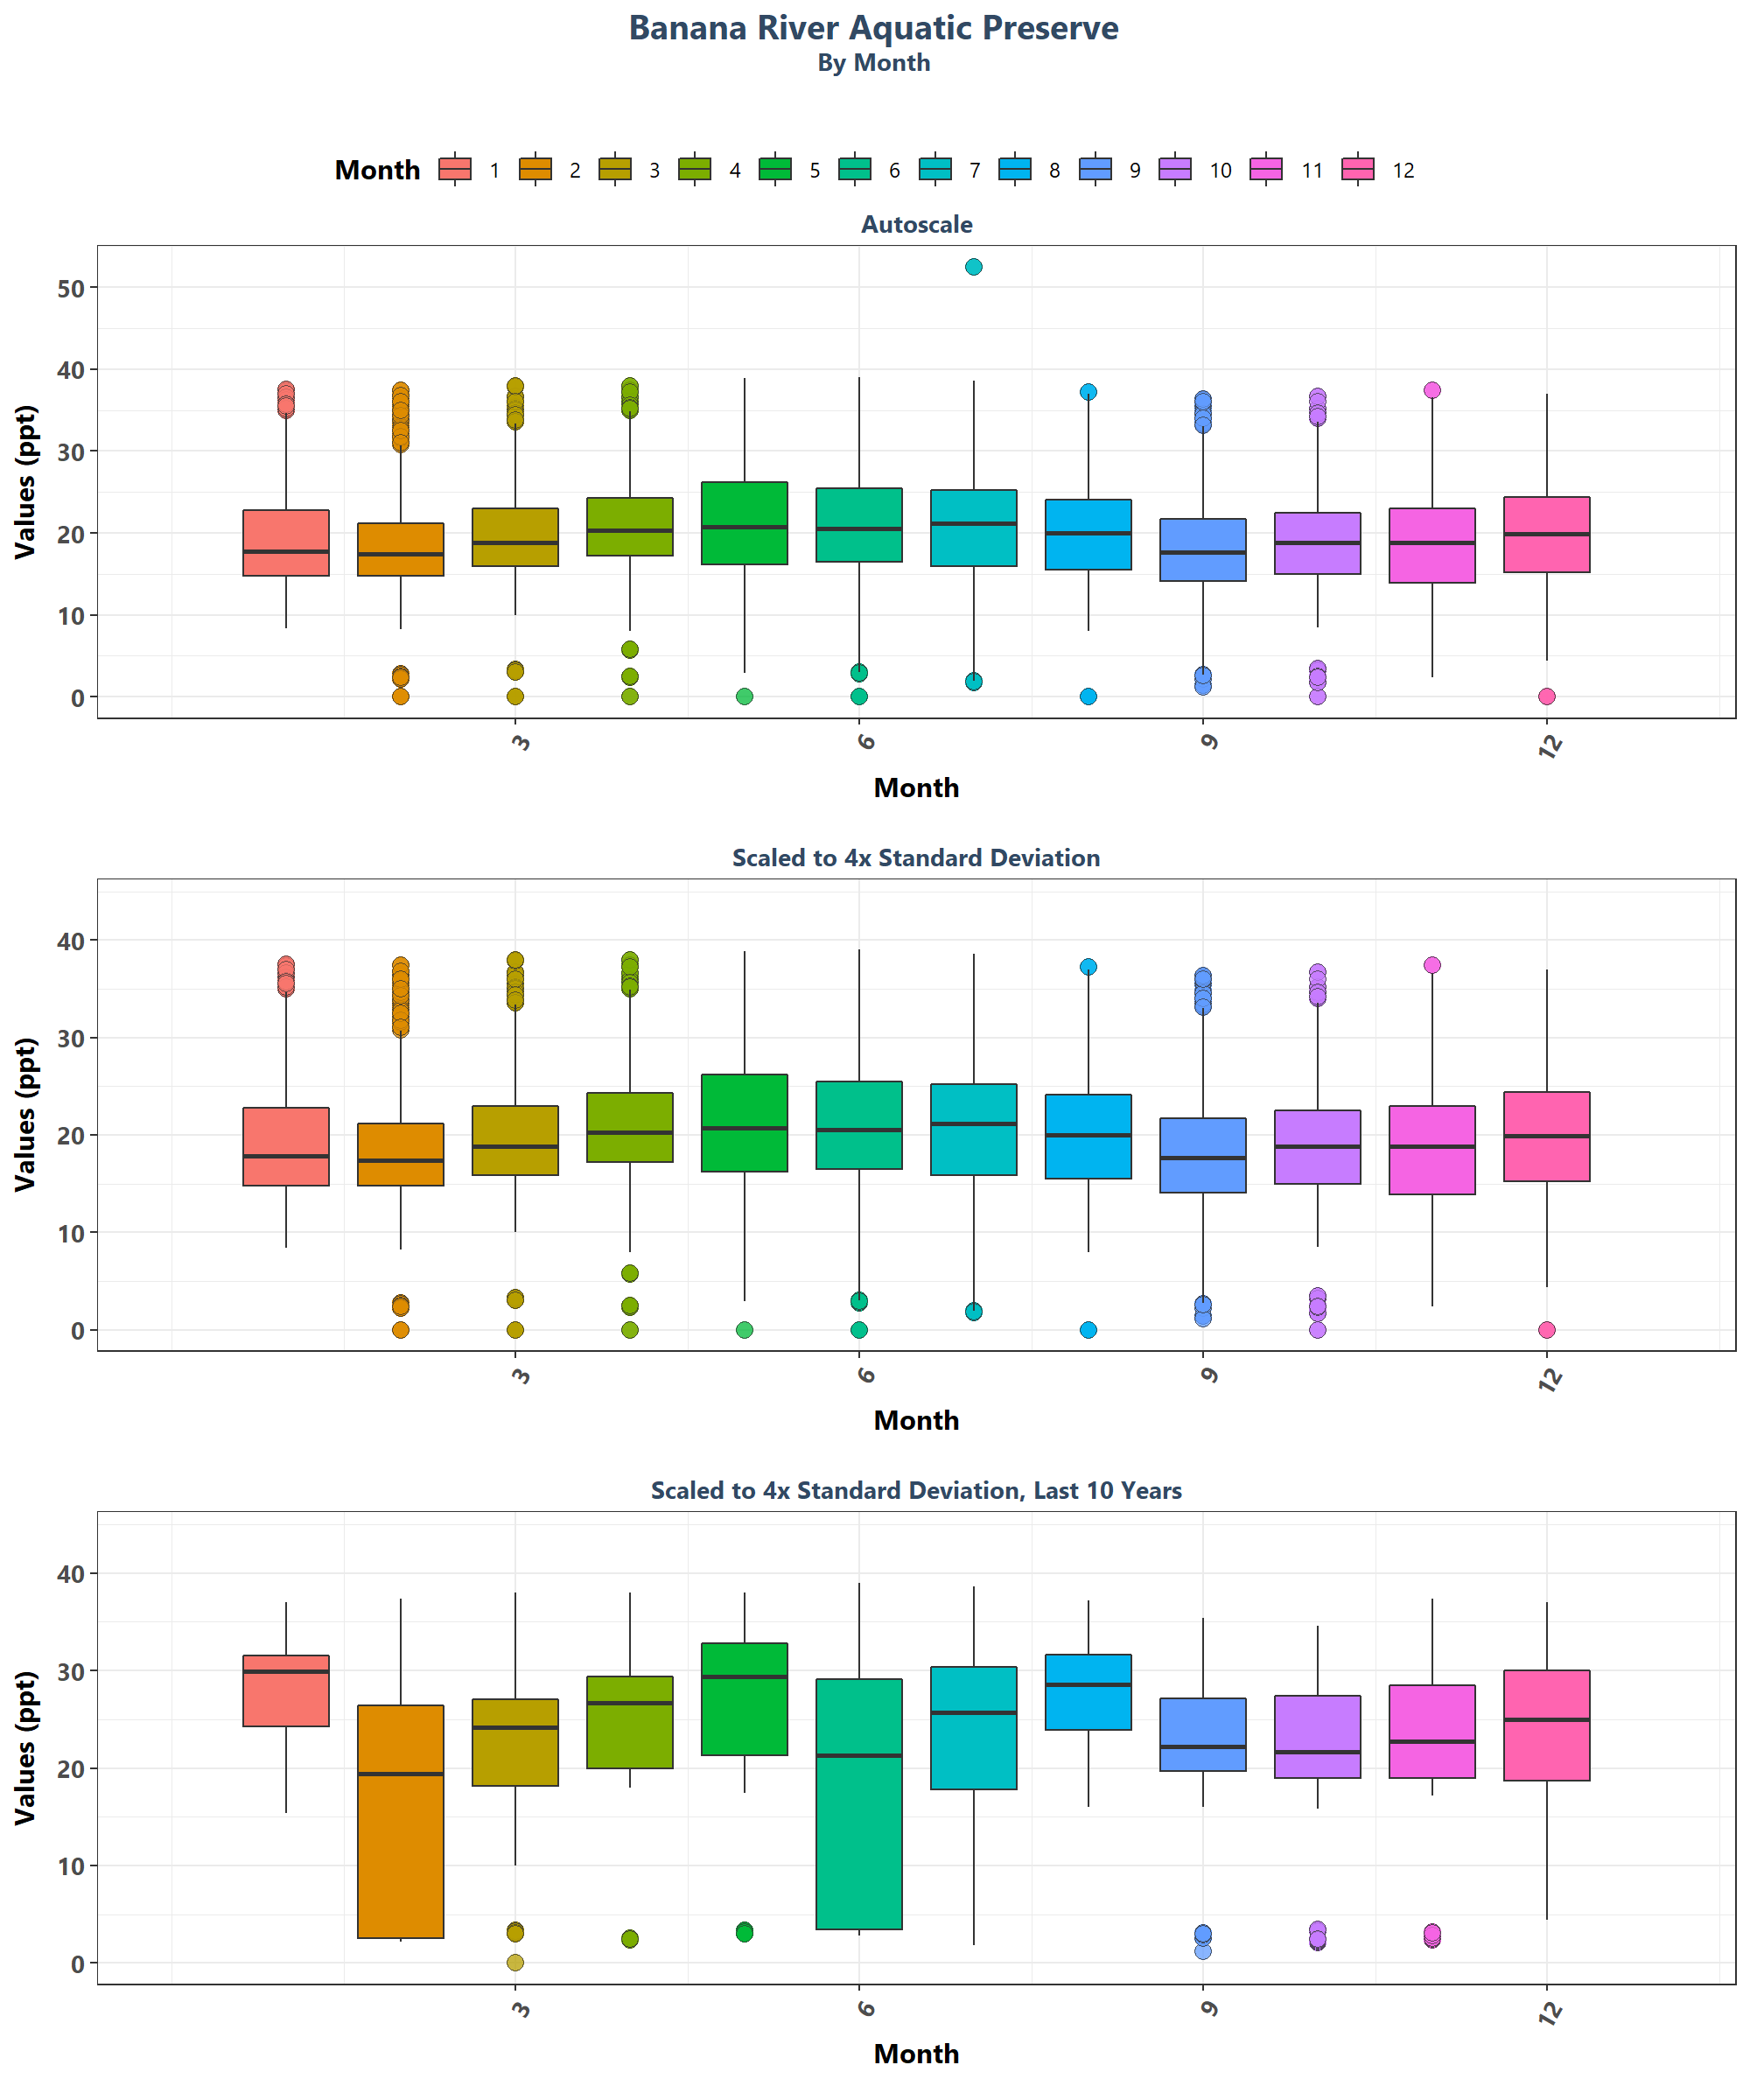 Banana River Aquatic Preserve
By Month
Month 1 2 3 4 5 6 7 8 9 10 11 12
Autoscale
Values (ppt)
50
40
30
20
10
0
3 6 9 12
Month
Scaled to 4x Standard Deviation
Values (ppt)
40
30
20
10
0
3 6 9 12
Month
Scaled to 4x Standard Deviation, Last 10 Years
Values (ppt)
40
30
20
10
0
3 6 9 12
Month